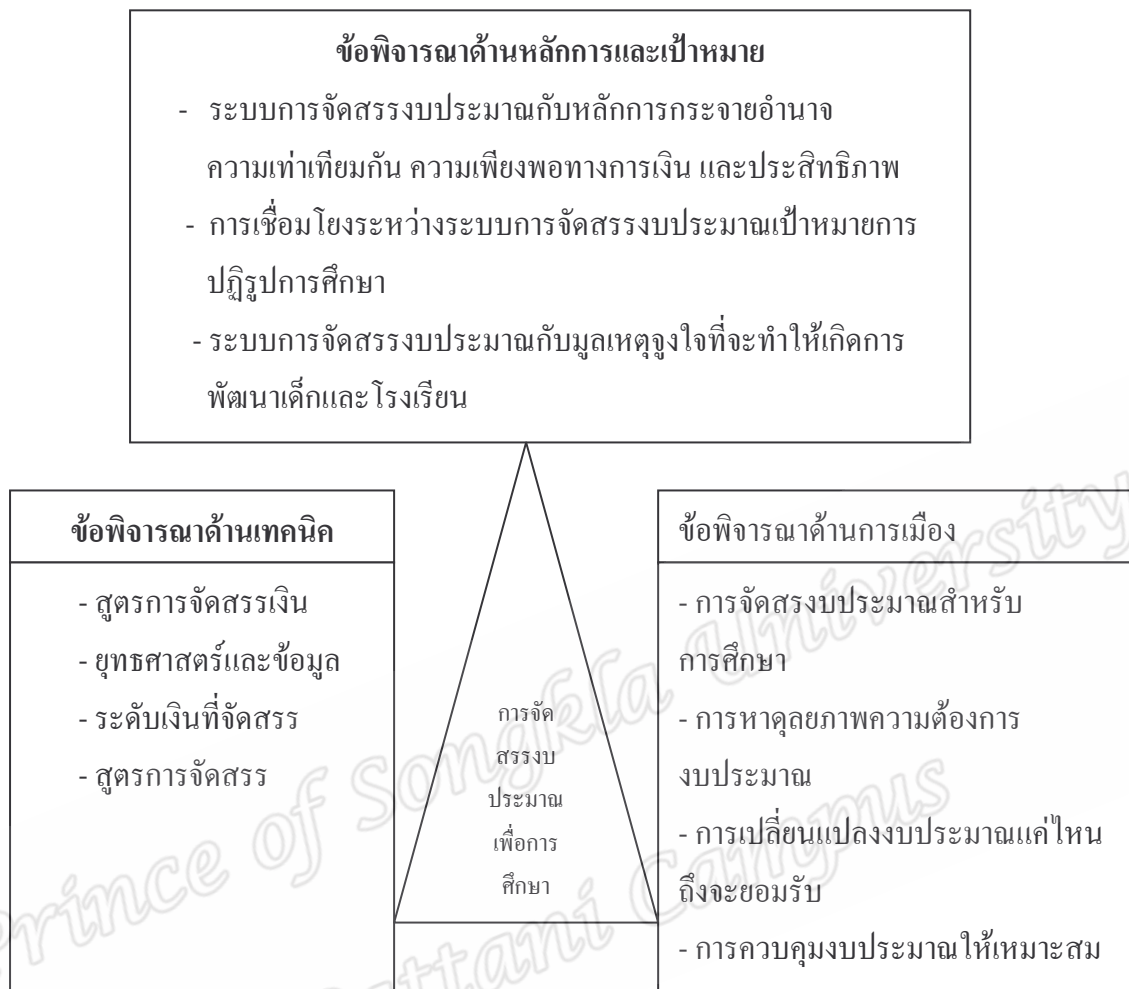 ข้อพิจารณาด้านหลักการและเป้าหมาย
- ระบบการจัดสรรงบประมาณกับหลักการกระจายอำนาจ
ความเท่าเทียมกัน ความเพียงพอทางการเงิน และประสิทธิภาพ
- การเชื่อมโยงระหว่างระบบการจัดสรรงบประมาณเป้าหมายการ
ปฏิรูปการศึกษา
- ระบบการจัดสรรงบประมาณกับมูลเหตุจูงใจที่จะทำให้เกิดการ
พัฒนาเด็กและโรงเรียน
ข้อพิจารณาด้านเทคนิค
- สูตรการจัดสรรเงิน
- ยุทธศาสตร์และข้อมูล
- ระดับเงินที่จัดสรร
- สูตรการจัดสรร
การจัด
สรรงบ
ประมาณ
เพื่อการ
ศึกษา
ข้อพิจารณาด้านการเมือง
- การจัดสรงบประมาณสำหรับ
การศึกษา
- การหาดุลยภาพความต้องการ
งบประมาณ
- การเปลี่ยนแปลงงบประมาณแค่ไหน
ถึงจะยอมรับ
- การควบคุมงบประมาณให้เหมาะสม
Prince of Songkla University
Pattani Campus